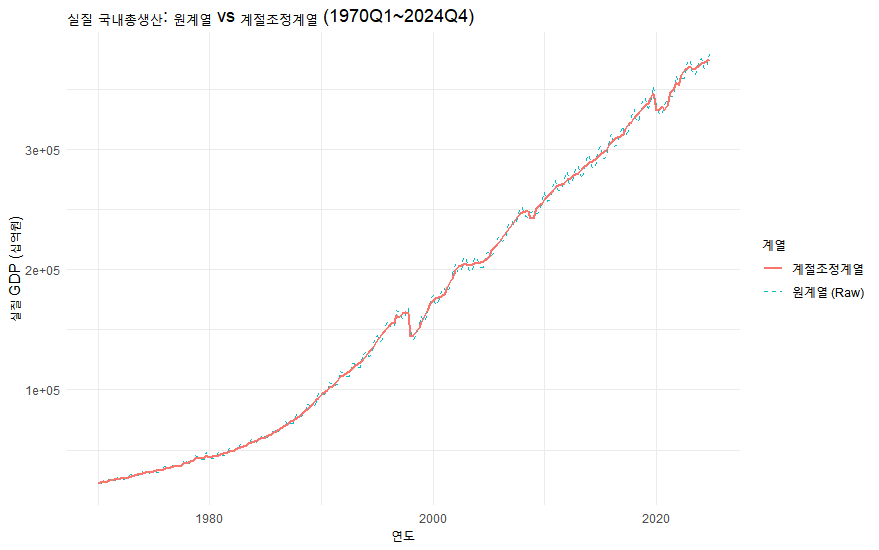 실질 국내총생산: 원계열 vs 계절조정계열 (1970Q1~2024Q4)
실질 GDP (십억원)
3e+05
2e+05
1e+05
1980
2000
2020
연도
계열
계절조정계열
원계열 (Raw)